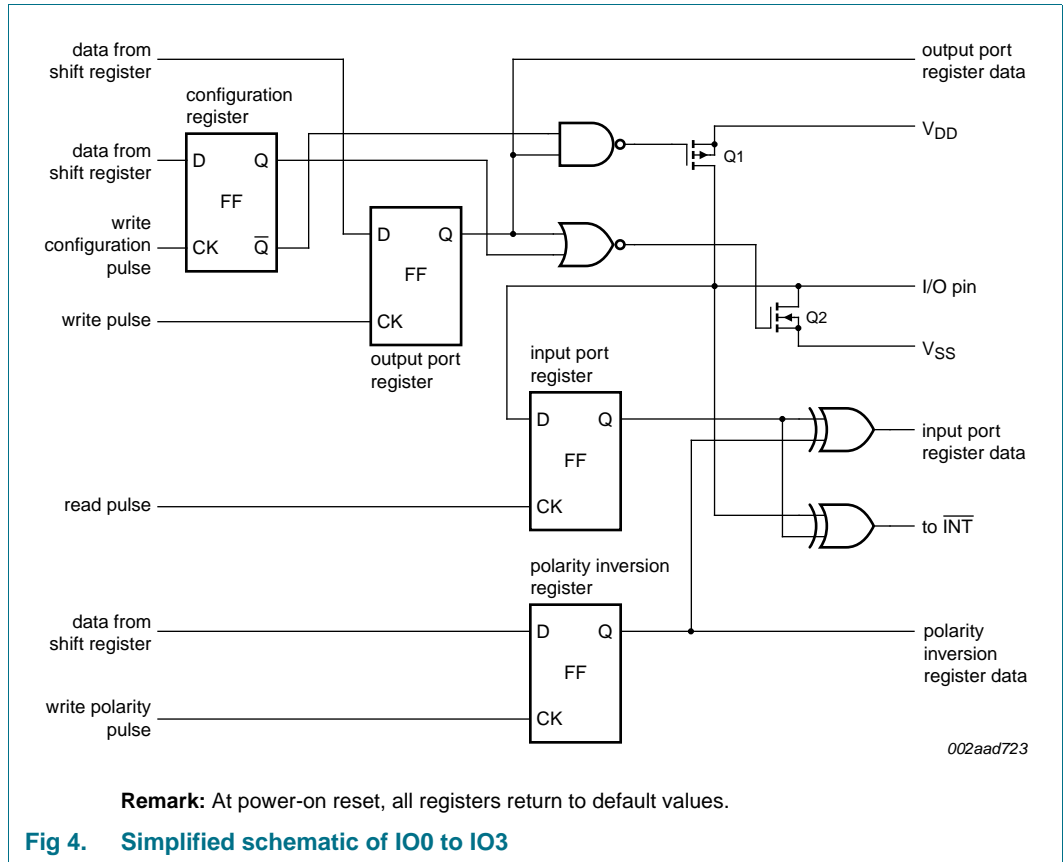 data from
shift register
configuration
register
data from
shift register
D Q
FF
CK Q
write
configuration
pulse
D Q
FF
CK
write pulse
output port
register
output port
register data
VDD
Q1
I/O pin
Q2
VSS
input port
register
D Q
FF
CK
read pulse
input port
register data
to INT
polarity inversion
register
data from
shift register
D Q
FF
CK
write polarity
pulse
polarity
inversion
register data
002aad723
Remark: At power-on reset, all registers return to default values.
Fig 4. Simplified schematic of IO0 to IO3